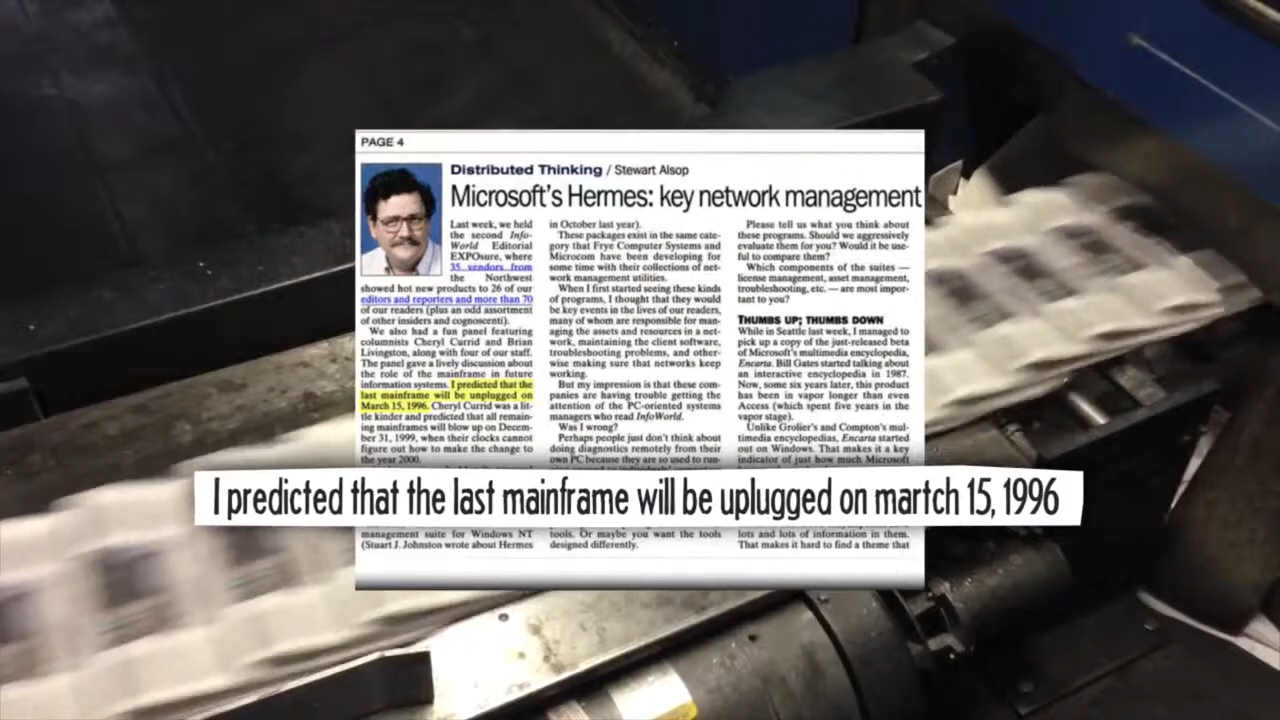 PAGE 4
Distributed Thinking / Stewart Alsop
Microsoft's Hermes: key network management
Last week, we held
the second Info-
World Editorial
EXPOsure, where
35 vendors from
the Northwest
showed hot new products to 26 of our
editors and reporters and more than 70
of our readers (plus an odd assortment
of other insiders and cognoscenti).
We also had a fun panel featuring
columnists Cheryl Currid and Brian
Livingston, along with four of our staff.
The panel gave a lively discussion about
the role of the mainframe in future
information systems. I predicted that the
last mainframe will be unplugged on
March 15, 1996. Cheryl Currid was a lit-
tle kinder and predicted that all remain-
ing mainframes will blow up on Decem-
ber 31, 1999, when their clocks cannot
figure out how to make the change to
the year 2000.
management suite for Windows NT
(Stuart J. Johnston wrote about Hermes
in October last year).
These packages exist in the same cate-
gory that Frye Computer Systems and
Microcom have been developing for
some time with their collections of net-
work management utilities.
When I first started seeing these kinds
of programs, I thought that they would
be key events in the lives of our readers,
many of whom are responsible for man-
aging the assets and resources in a net-
work, maintaining the client software,
troubleshooting problems, and other-
wise making sure that networks keep
working.
But my impression is that these com-
panies are having trouble getting the
attention of the PC-oriented systems
managers who read InfoWorld.
Was I wrong?
Perhaps people just don't think about
doing diagnostics remotely from their
own PC because they are so used to run-
tools. Or maybe you want the tools
designed differently.
Please tell us what you think about
these programs. Should we aggressively
evaluate them for you? Would it be use-
ful to compare them?
Which components of the suites —
license management, asset management,
troubleshooting, etc. — are most impor-
tant to you?
THUMBS UP; THUMBS DOWN
While in Seattle last week, I managed to
pick up a copy of the just-released beta
of Microsoft's multimedia encyclopedia,
Encarta. Bill Gates started talking about
an interactive encyclopedia in 1987.
Now, some six years later, this product
has been in vapor longer than even
Access (which spent five years in the
vapor stage).
Unlike Grolier's and Compton's mul-
timedia encyclopedias, Encarta started
out on Windows. That makes it a key
indicator of just how much Microsoft
lots and lots of information in them.
That makes it hard to find a theme that
I predicted that the last mainframe will be uplugged on martch 15, 1996